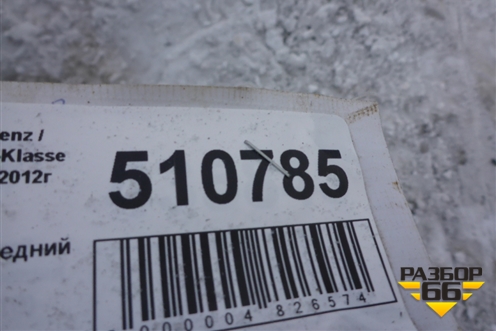 enz /
-Klasse
2012г
510785
едний
000004 826574
РАЗБОР
66